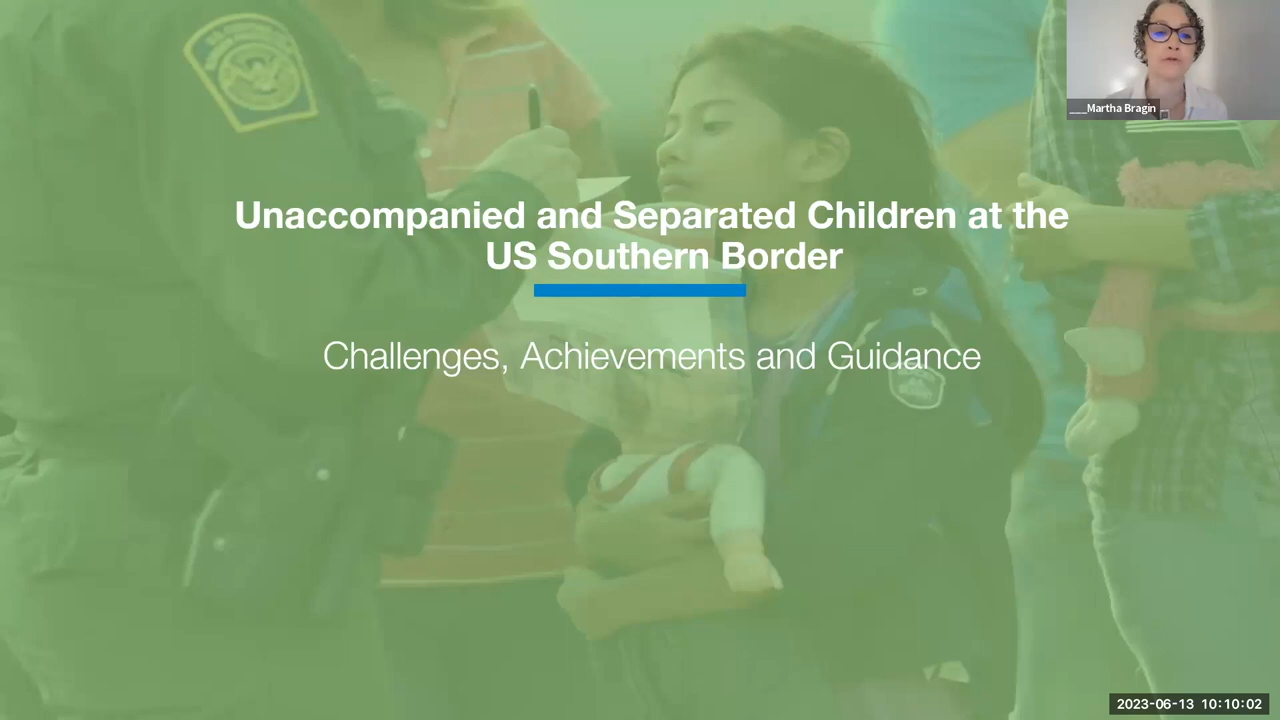 ___Martha Bragin
Unaccompanied and Separated Children at the
US Southern Border
Challenges, Achievements and Guidance
2023-06-13 10:10:02